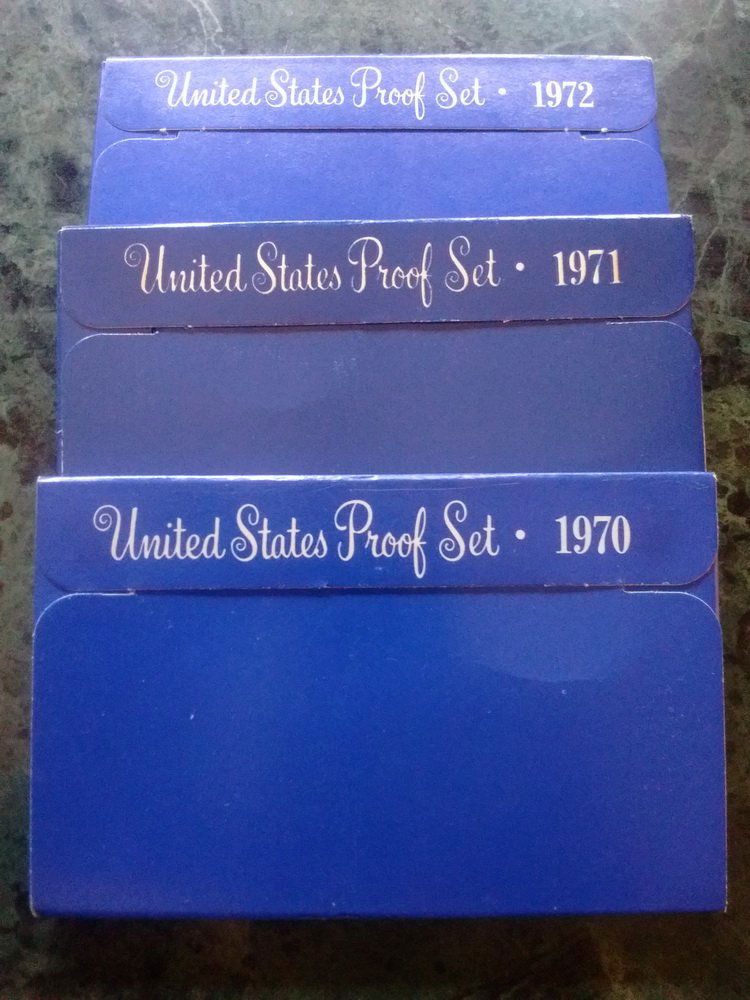 United States Proof Set • 1972
United States Proof Set • 1971
United States Proof Set • 1970